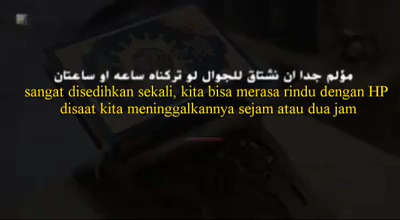 مؤلم جدا ان نشتاق للجوال لو تركناه ساعه او ساعتان
sangat disedihkan sekali, kita bisa merasa rindu dengan HP
disaat kita meninggalkannya sejam atau dua jam